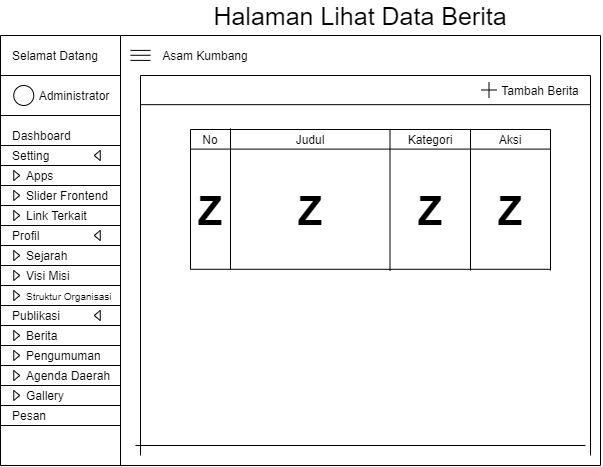 Halaman Lihat Data Berita
Selamat Datang
Asam Kumbang
Administrator
Tambah Berita
Dashboard
Setting
Apps
Slider Frontend
Link Terkait
Profil
Sejarah
Visi Misi
Struktur Organisasi
Publikasi
Berita
Pengumuman
Agenda Daerah
Gallery
Pesan
No Judul Kategori Aksi
Z Z Z Z